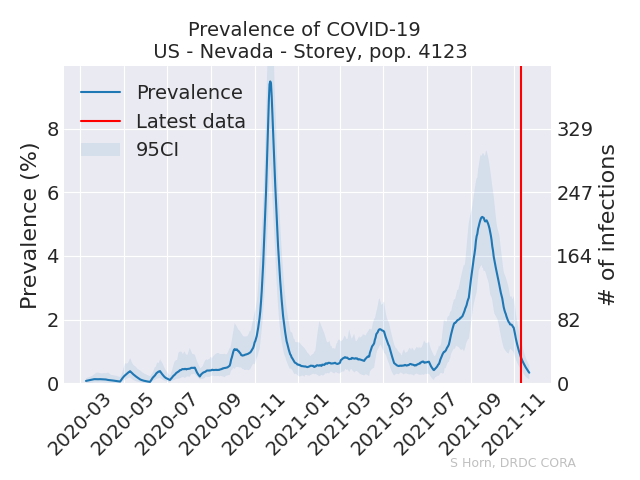 Prevalence of COVID-19
US - Nevada - Storey, pop. 4123
Prevalence
Latest data
95CI
Prevalence (%)
8
6
4
2
0
329
247
164
82
0
# of infections
2020-03
2020-05
2020-07
2020-09
2020-11
2021-01
2021-03
2021-05
2021-07
2021-09
2021-11
S Horn, DRDC CORA